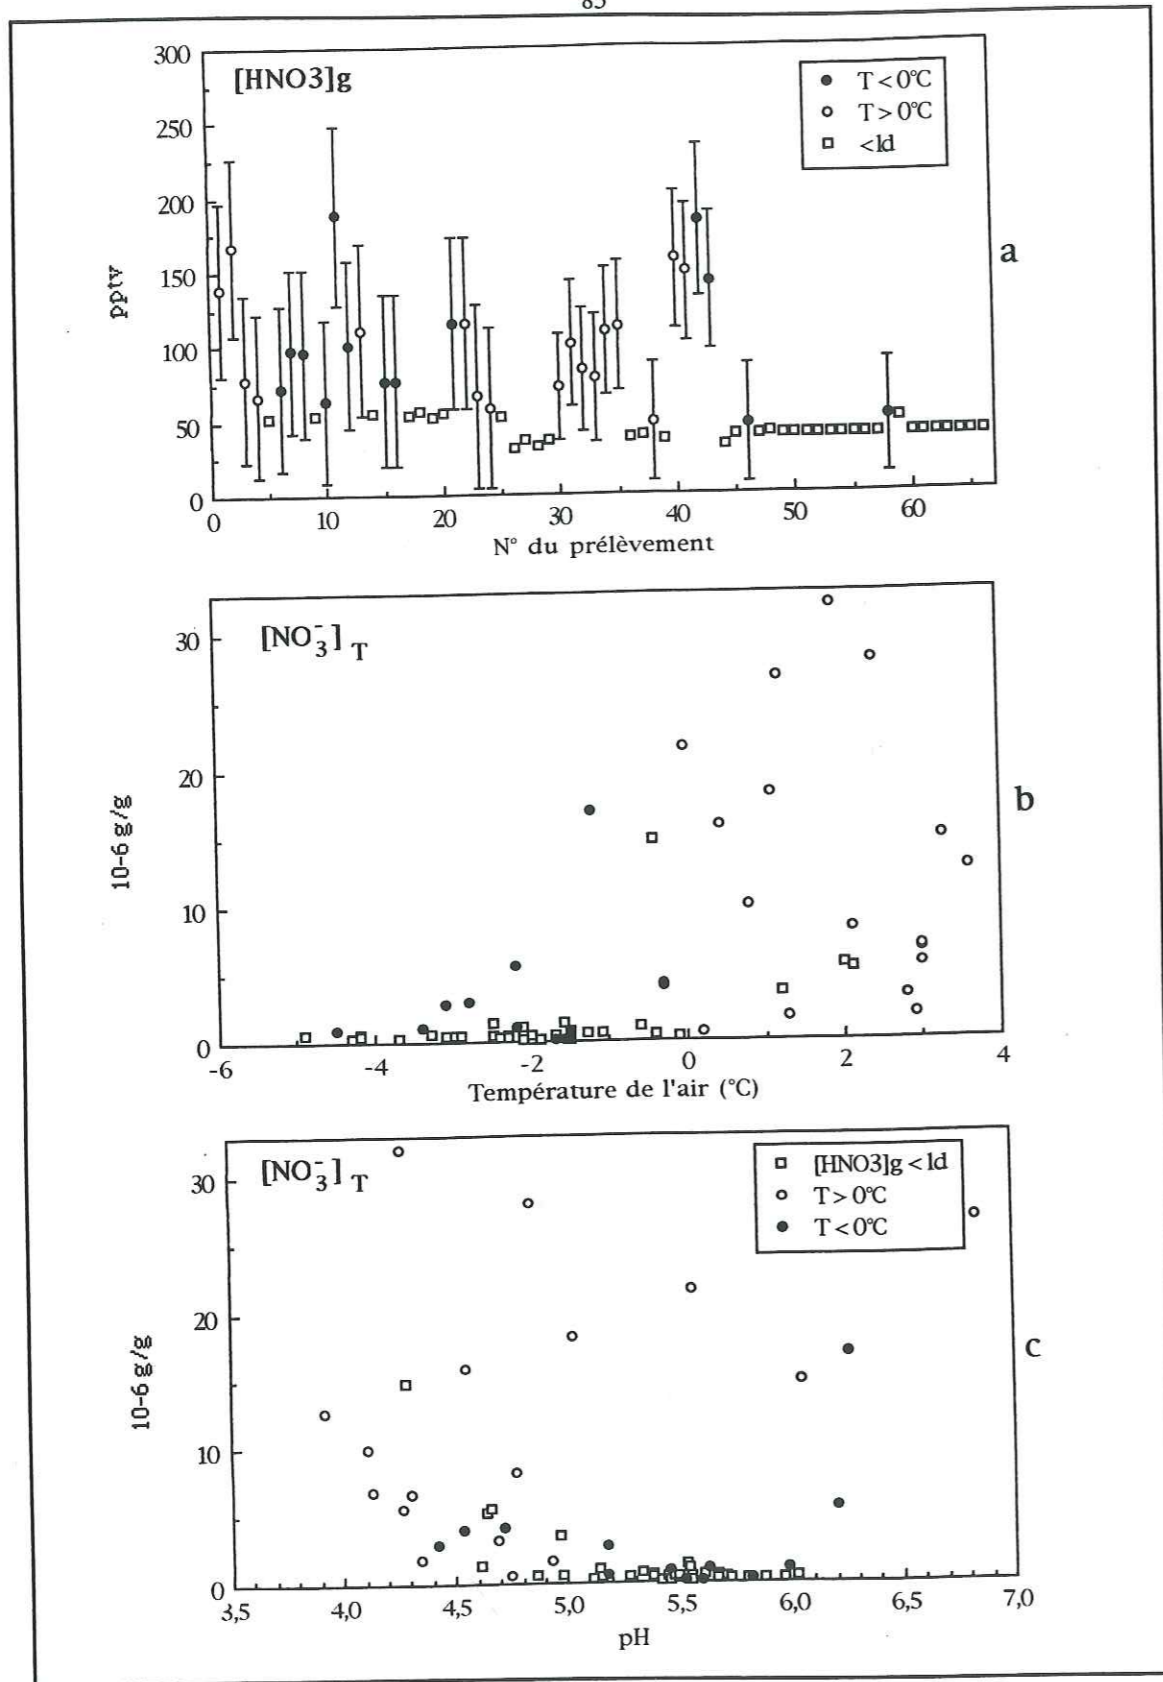 85
300
[HNO3]g
T<0°C
T>0°C
<ld
250
200
150
100
50
0
pptv
a
0 10 20 30 40 50 60
N° du prélèvement
[NO3-] T
30
20
10
0
10-6 g/g
b
-6 -4 -2 0 2 4
Température de l'air (°C)
[NO3-] T
[HNO3]g<ld
T>0°C
T<0°C
30
20
10
0
10-6 g/g
c
3,5 4,0 4,5 5,0 5,5 6,0 6,5 7,0
pH